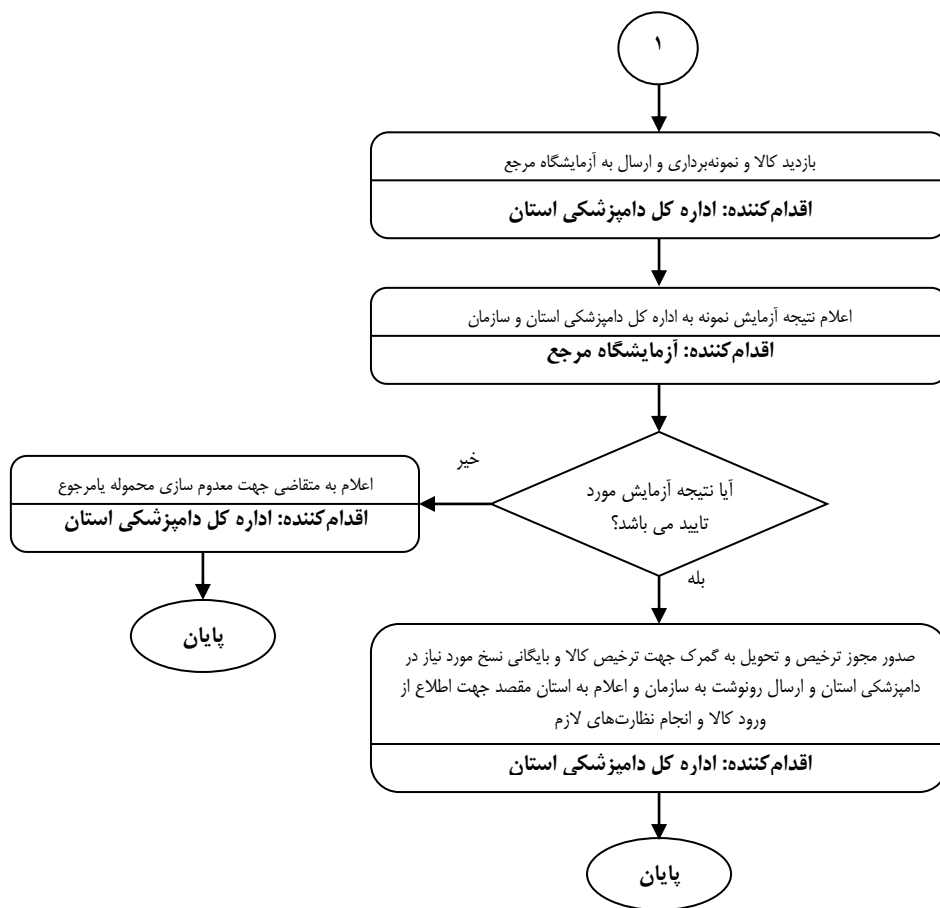 ۱
بازدید کالا و نمونه‌برداری و ارسال به آزمایشگاه مرجع
اقدام‌کننده: اداره کل دامپزشکی استان
اعلام نتیجه آزمایش نمونه به اداره کل دامپزشکی استان و سازمان
اقدام‌کننده: آزمایشگاه مرجع
آیا نتیجه آزمایش مورد
تایید می باشد؟
خیر
اعلام به متقاضی جهت معدوم سازی محموله یامرجوع
اقدام‌کننده: اداره کل دامپزشکی استان
پایان
بله
صدور مجوز ترخیص و تحویل به گمرک جهت ترخیص کالا و بایگانی نسخ مورد نیاز در
دامپزشکی استان و ارسال رونوشت به سازمان و اعلام به استان مقصد جهت اطلاع از
ورود کالا و انجام نظارت‌های لازم
اقدام‌کننده: اداره کل دامپزشکی استان
پایان